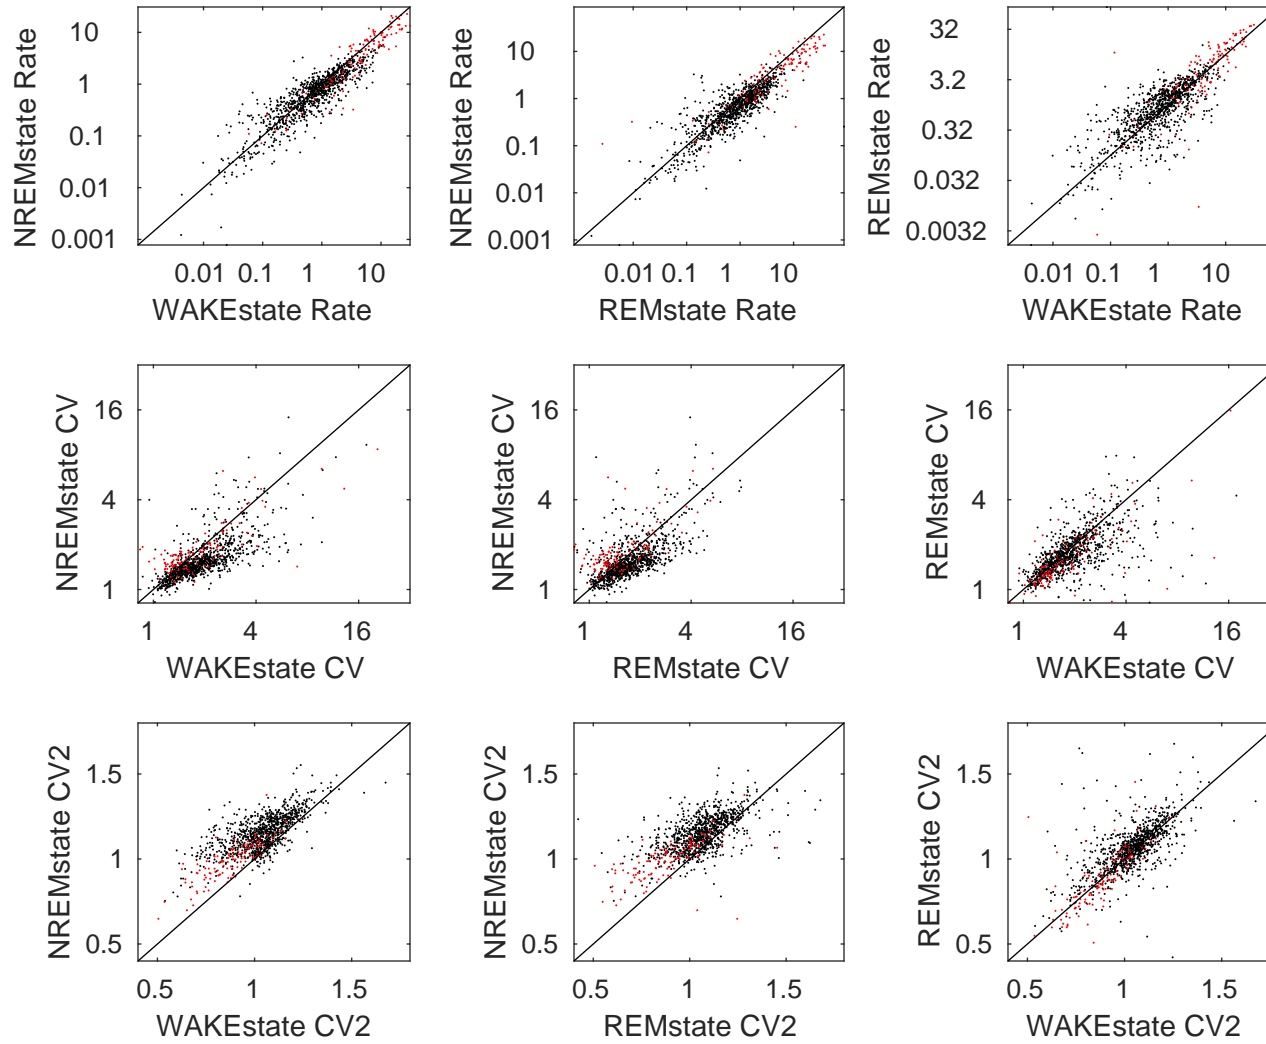 NREMstate Rate
10
1
0.1
0.01
0.001
0.01 0.1 1 10
WAKEstate Rate
NREMstate Rate
10
1
0.1
0.01
0.001
0.01 0.1 1 10
REMstate Rate
REMstate Rate
32
3.2
0.32
0.032
0.0032
0.01 0.1 1 10
WAKEstate Rate
NREMstate CV
16
4
1
1 4 16
WAKEstate CV
NREMstate CV
16
4
1
1 4 16
REMstate CV
REMstate CV
16
4
1
1 4 16
WAKEstate CV
NREMstate CV2
1.5
1
0.5
0.5 1 1.5
WAKEstate CV2
NREMstate CV2
1.5
1
0.5
0.5 1 1.5
REMstate CV2
REMstate CV2
1.5
1
0.5
0.5 1 1.5
WAKEstate CV2